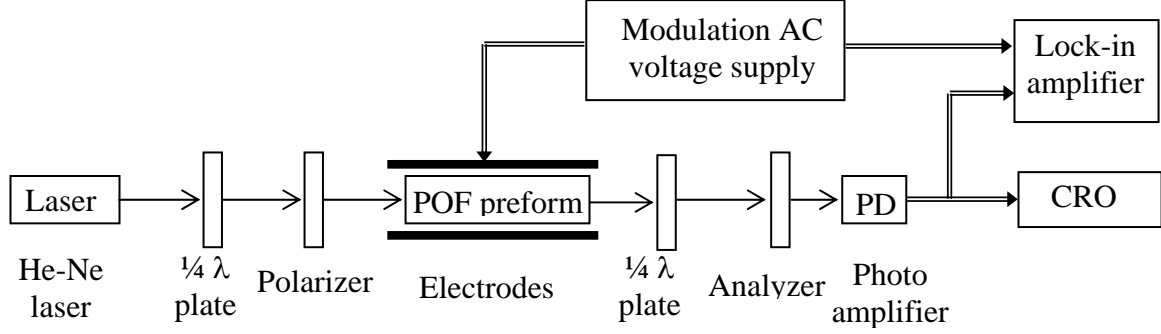 Modulation AC
voltage supply
Lock-in
amplifier
Laser
POF preform
PD
CRO
He-Ne
laser
¼ λ
plate
Polarizer
Electrodes
¼ λ
plate
Analyzer
Photo
amplifier